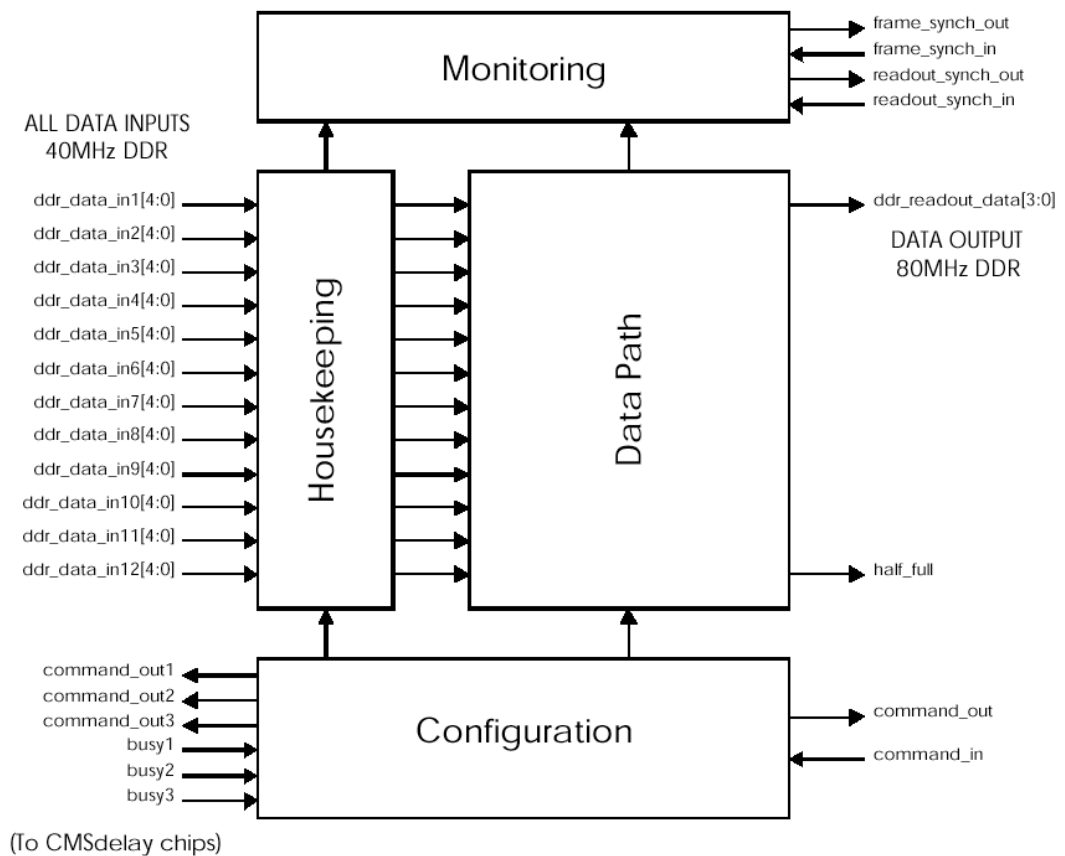 frame_synch_out
frame_synch_in
Monitoring
readout_synch_out
readout_synch_in
ALL DATA INPUTS
40MHz DDR
ddr_data_in1[4:0]
ddr_data_in2[4:0]
ddr_data_in3[4:0]
ddr_data_in4[4:0]
ddr_data_in5[4:0]
ddr_data_in6[4:0]
ddr_data_in7[4:0]
ddr_data_in8[4:0]
ddr_data_in9[4:0]
ddr_data_in10[4:0]
ddr_data_in11[4:0]
ddr_data_in12[4:0]
Housekeeping
Data Path
ddr_readout_data[3:0]
DATA OUTPUT
80MHz DDR
half_full
command_out1
command_out2
command_out3
busy1
busy2
busy3
Configuration
command_out
command_in
(To CMSdelay chips)